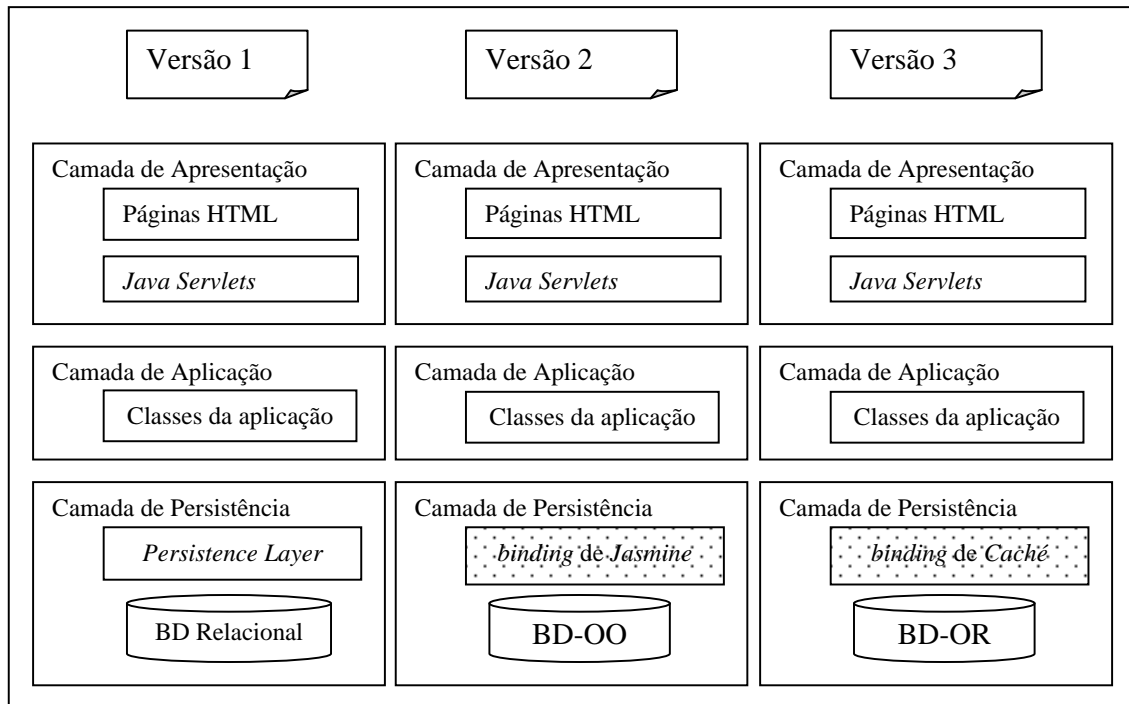 Versão 1
Versão 2
Versão 3
Camada de Apresentação
Páginas HTML
Java Servlets
Camada de Apresentação
Páginas HTML
Java Servlets
Camada de Apresentação
Páginas HTML
Java Servlets
Camada de Aplicação
Classes da aplicação
Camada de Aplicação
Classes da aplicação
Camada de Aplicação
Classes da aplicação
Camada de Persistência
Persistence Layer
BD Relacional
Camada de Persistência
binding de Jasmine
BD-OO
Camada de Persistência
binding de Caché
BD-OR